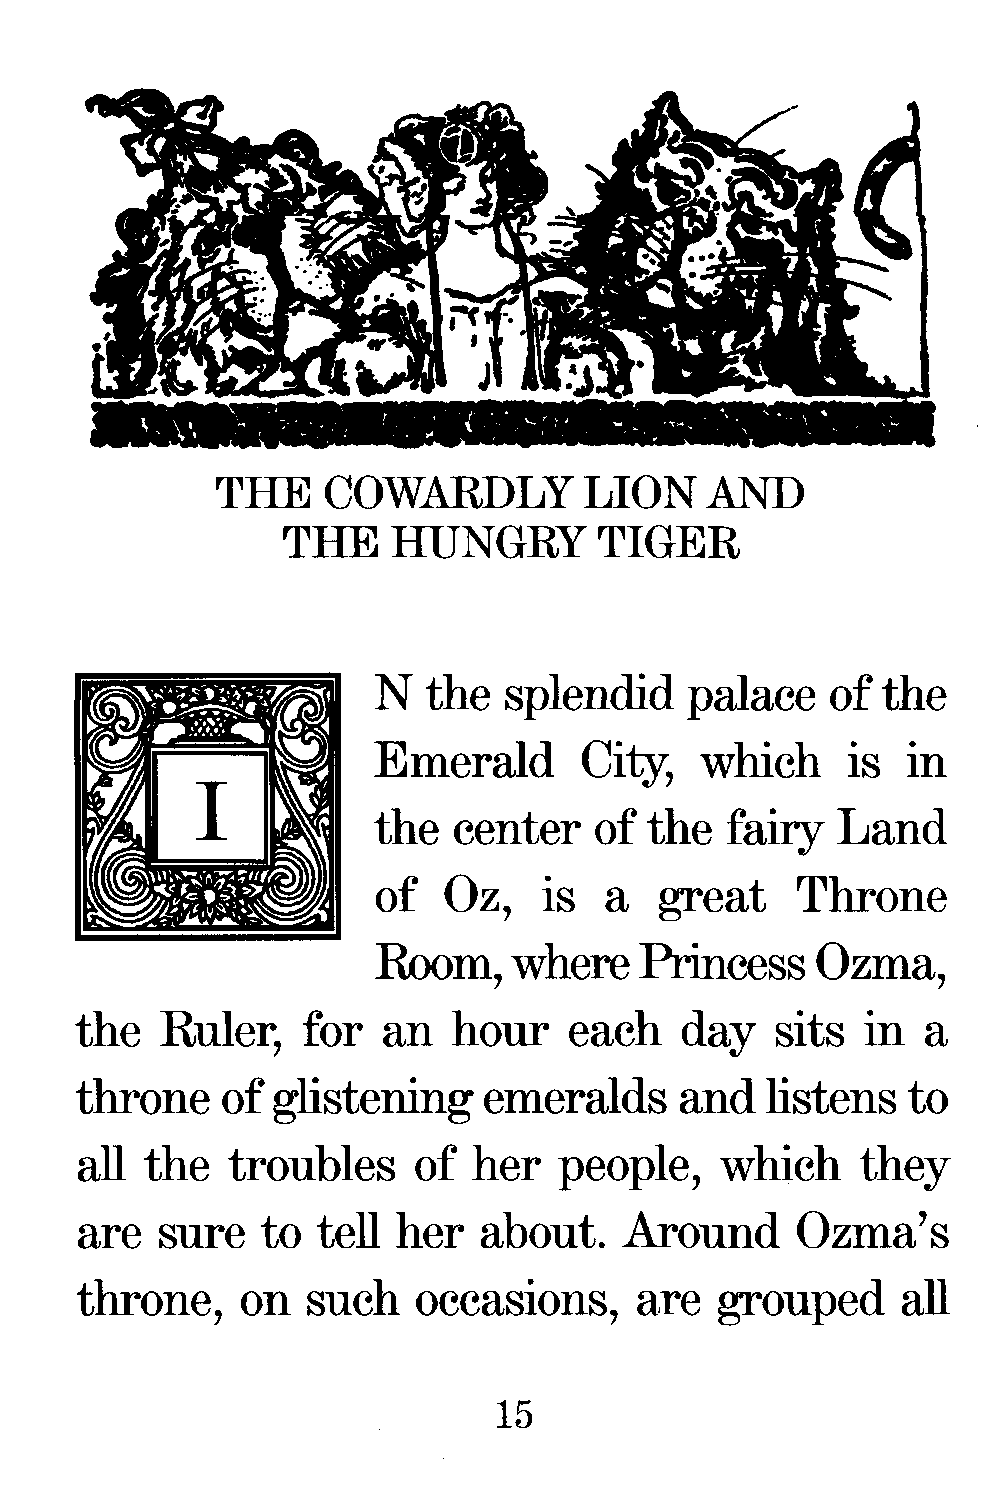 THE COWARDLY LION AND
THE HUNGRY TIGER
IN the splendid palace of the
Emerald City, which is in
the center of the fairy Land
of Oz, is a great Throne
Room, where Princess Ozma,
the Ruler, for an hour each day sits in a
throne of glistening emeralds and listens to
all the troubles of her people, which they
are sure to tell her about. Around Ozma's
throne, on such occasions, are grouped all
15